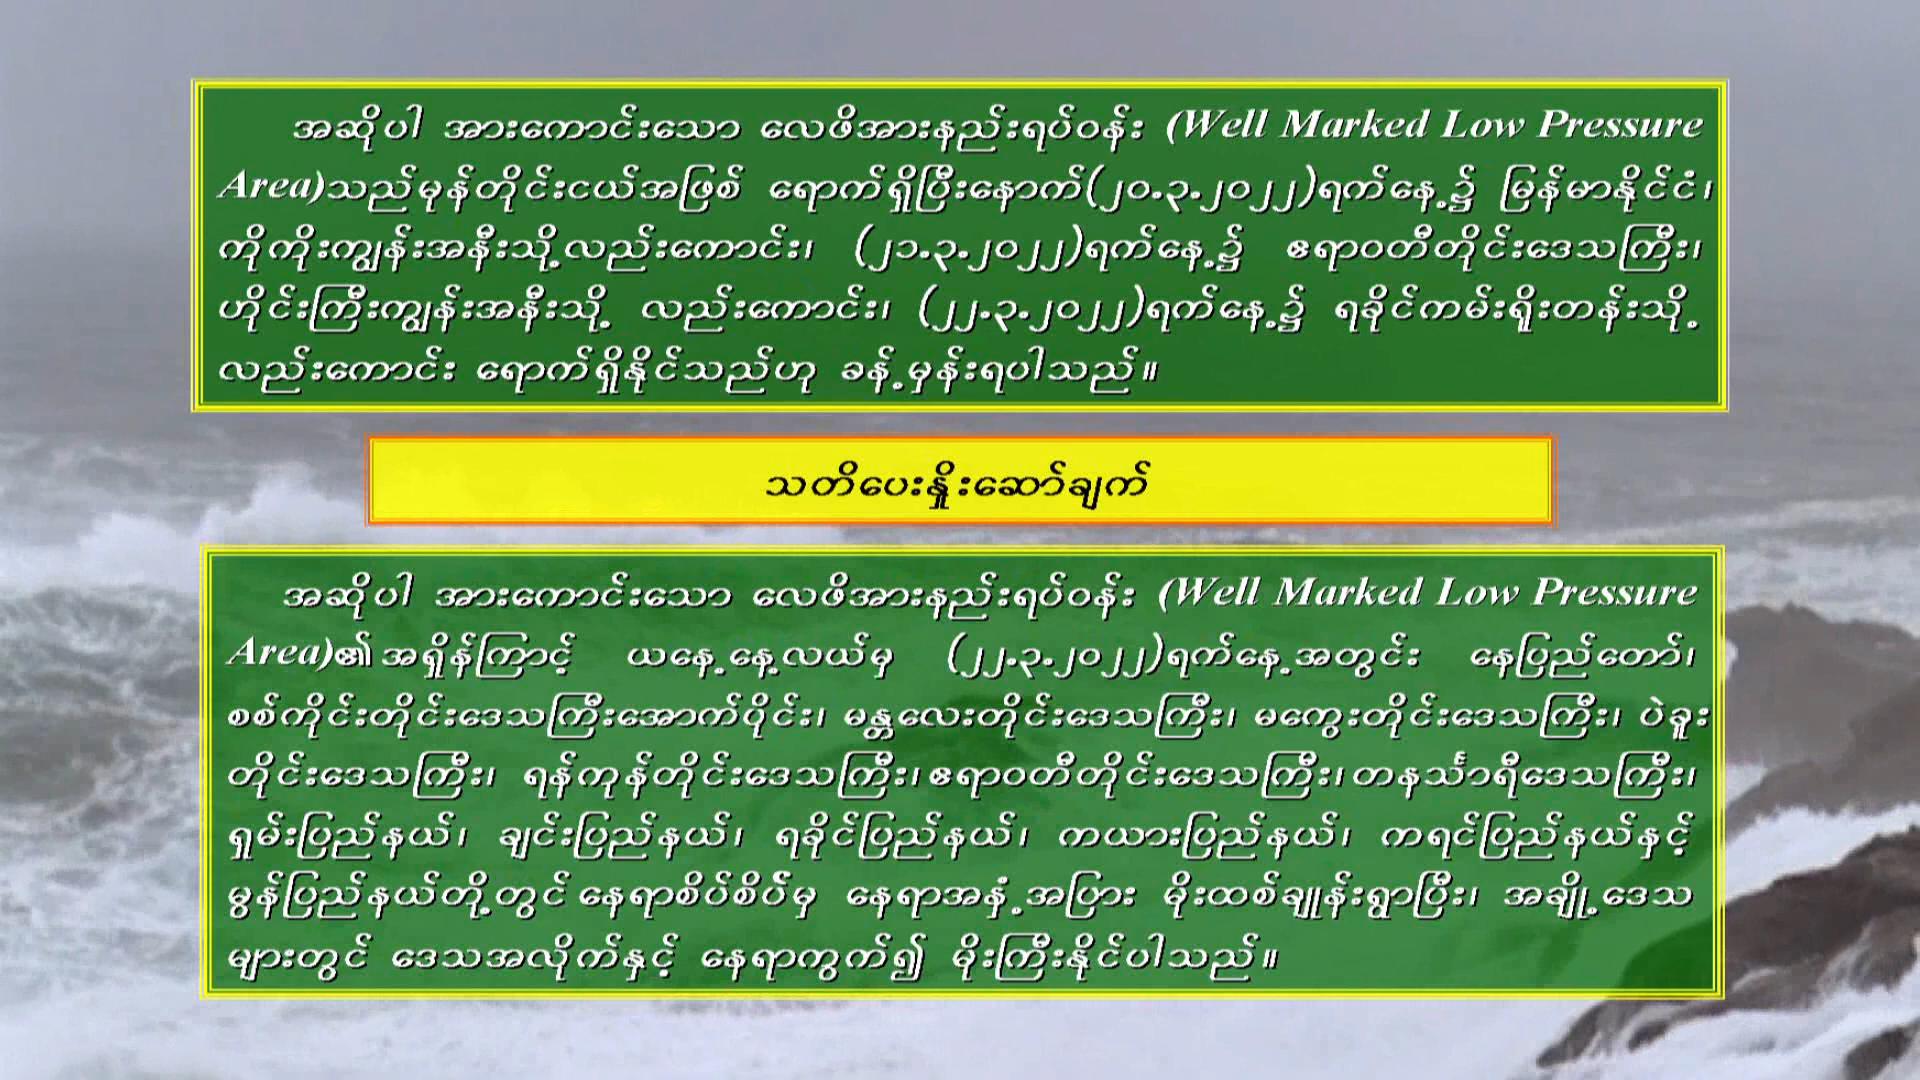 အဆိုပါ အားကောင်းသော လေဖိအားနည်းရပ်ဝန်း (Well Marked Low Pressure
Area)သည်မုန်တိုင်းငယ်အဖြစ် ရောက်ရှိပြီးနောက်(၂၀.၃.၂၀၂၂)ရက်နေ့၌ မြန်မာနိုင်ငံ၊
ကိုကိုးကျွန်းအနီးသို့လည်းကောင်း၊ (၂၁.၃.၂၀၂၂)ရက်နေ့၌ ဧရာဝတီတိုင်းဒေသကြီး၊
ဟိုင်းကြီးကျွန်းအနီးသို့ လည်းကောင်း၊ (၂၂.၃.၂၀၂၂)ရက်နေ့၌ ရခိုင်ကမ်းရိုးတန်းသို့
လည်းကောင်း ရောက်ရှိနိုင်သည်ဟု ခန့်မှန်းရပါသည်။
သတိပေးနှိုးဆော်ချက်
အဆိုပါ အားကောင်းသော လေဖိအားနည်းရပ်ဝန်း (Well Marked Low Pressure
Area)၏အရှိန်ကြောင့် ယနေ့နေ့လယ်မှ (၂၂.၃.၂၀၂၂)ရက်နေ့အတွင်း နေပြည်တော်၊
စစ်ကိုင်းတိုင်းဒေသကြီးအောက်ပိုင်း၊ မန္တလေးတိုင်းဒေသကြီး၊ မကွေးတိုင်းဒေသကြီး၊ ပဲခူး
တိုင်းဒေသကြီး၊ ရန်ကုန်တိုင်းဒေသကြီး၊ဧရာဝတီတိုင်းဒေသကြီး၊တနင်္သာရီဒေသကြီး၊
ရှမ်းပြည်နယ်၊ ချင်းပြည်နယ်၊ ရခိုင်ပြည်နယ်၊ ကယားပြည်နယ်၊ ကရင်ပြည်နယ်နှင့်
မွန်ပြည်နယ်တို့တွင် နေရာစိပ်စိပ်မှ နေရာအနှံ့အပြား မိုးထစ်ချုန်းရွာပြီး၊ အချို့ဒေသ
များတွင် ဒေသအလိုက်နှင့် နေရာကွက်၍ မိုးကြီးနိုင်ပါသည်။